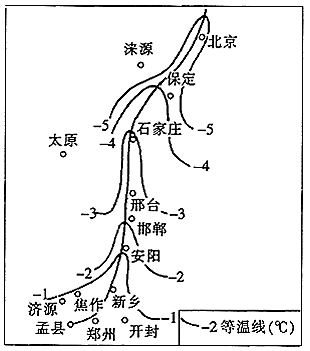 北京
涞源
保定
-5
-5
-4
石家庄
太原
-4
邢台
-3
-3
邯郸
安阳
-2
-2
-1
济源
焦作
新乡
-1
孟县
郑州
开封
-2等温线(℃)